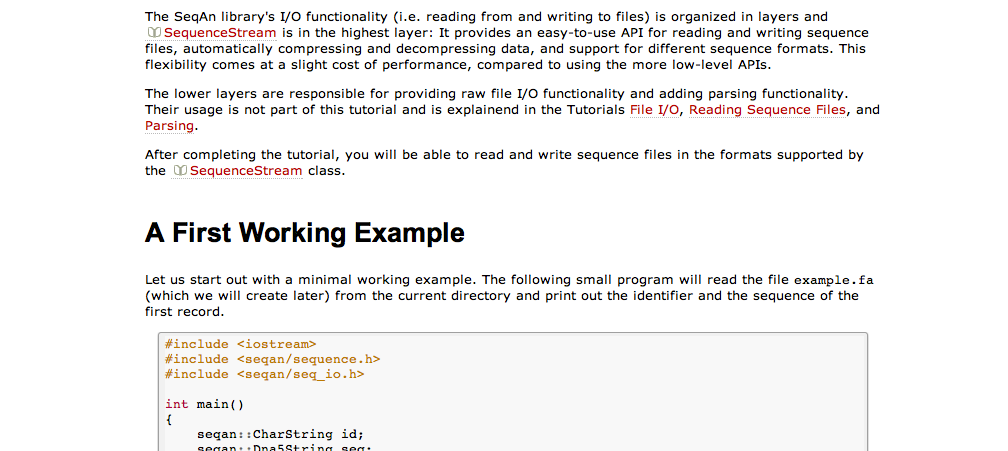 The SeqAn library's I/O functionality (i.e. reading from and writing to files) is organized in layers and
SequenceStream is in the highest layer: It provides an easy-to-use API for reading and writing sequence
files, automatically compressing and decompressing data, and support for different sequence formats. This
flexibility comes at a slight cost of performance, compared to using the more low-level APIs.
The lower layers are responsible for providing raw file I/O functionality and adding parsing functionality.
Their usage is not part of this tutorial and is explainend in the Tutorials File I/O, Reading Sequence Files, and
Parsing.
After completing the tutorial, you will be able to read and write sequence files in the formats supported by
the SequenceStream class.
A First Working Example
Let us start out with a minimal working example. The following small program will read the file example.fa
(which we will create later) from the current directory and print out the identifier and the sequence of the
first record.
#include <iostream>
#include <seqan/sequence.h>
#include <seqan/seq_io.h>
int main()
{
seqan::CharString id;
seqan::Dna5String seq;